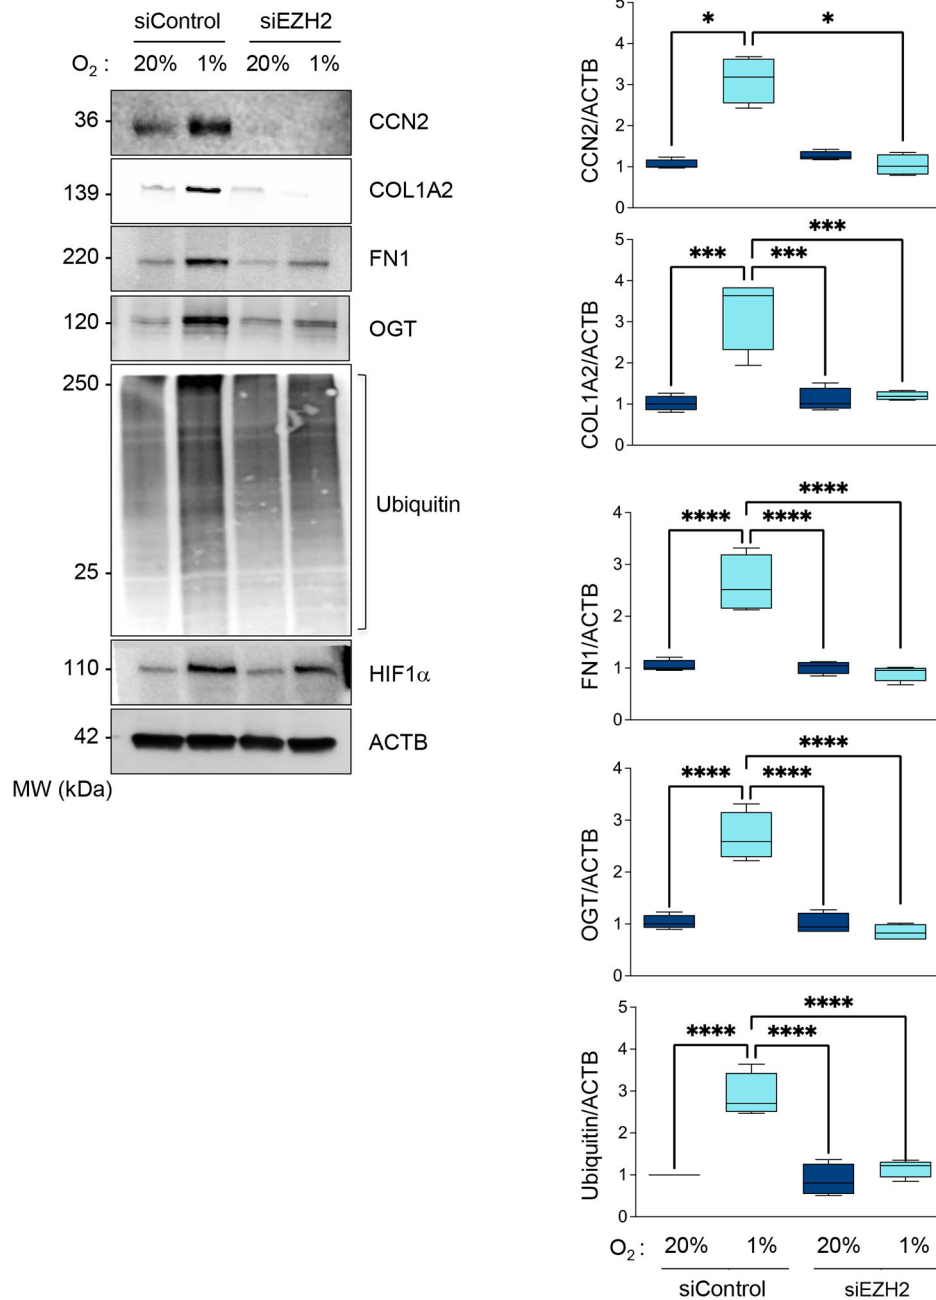 siControl siEZH2
O2 : 20% 1% 20% 1%
36 CCN2
139 COL1A2
220 FN1
120 OGT
250
Ubiquitin
25
110 HIF1α
42 ACTB
MW (kDa)
5
4
3
2
1
0
CCN2/ACTB
* *
5
4
3
2
1
0
COL1A2/ACTB
***
*** ***
4
3
2
1
0
FN1/ACTB
****
**** ****
4
3
2
1
0
OGT/ACTB
****
**** ****
5
4
3
2
1
0
Ubiquitin/ACTB
****
**** ****
O2 : 20% 1% 20% 1%
siControl siEZH2